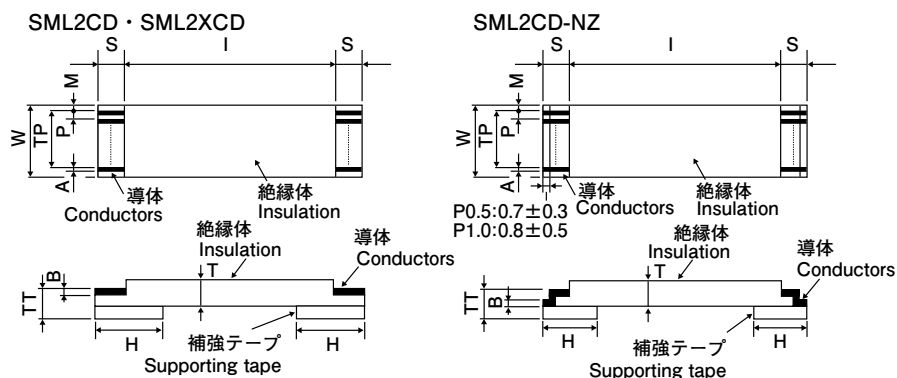 SML2CD・SML2XCD
S I S
M
W
TP
P
A
導体
Conductors
絶縁体
Insulation
絶縁体
Insulation
導体
Conductors
T
B
TT
H
H
補強テープ
Supporting tape
SML2CD-NZ
S I S
M
W
TP
P
A
導体
Conductors
絶縁体
Insulation
P0.5:0.7±0.3
P1.0:0.8±0.5
絶縁体
Insulation
導体
Conductors
T
B
TT
H
H
補強テープ
Supporting tape